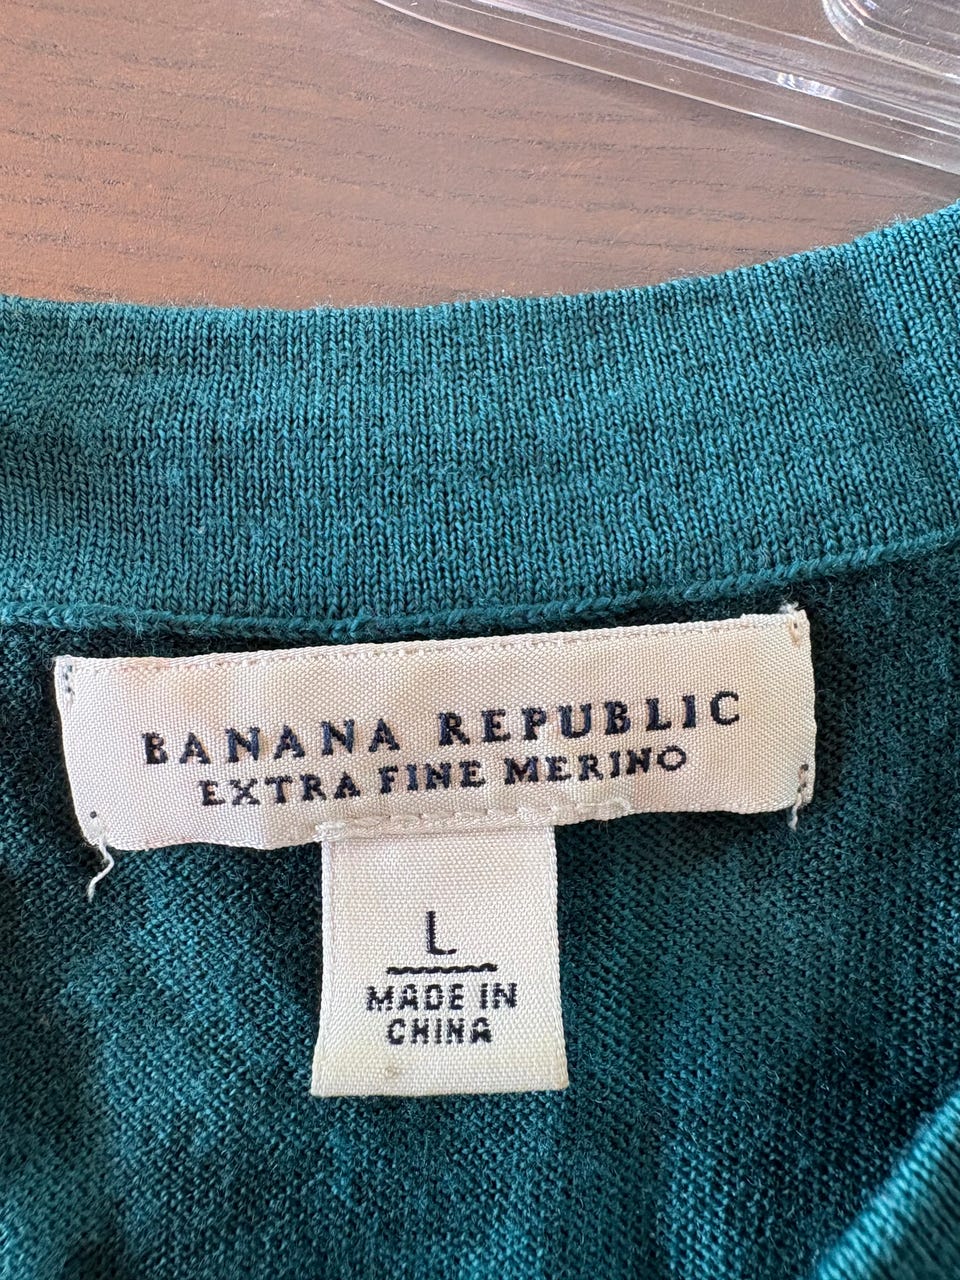 BANANA REPUBLIC
EXTRA FINE MERINO
L
MADE IN
CHINA